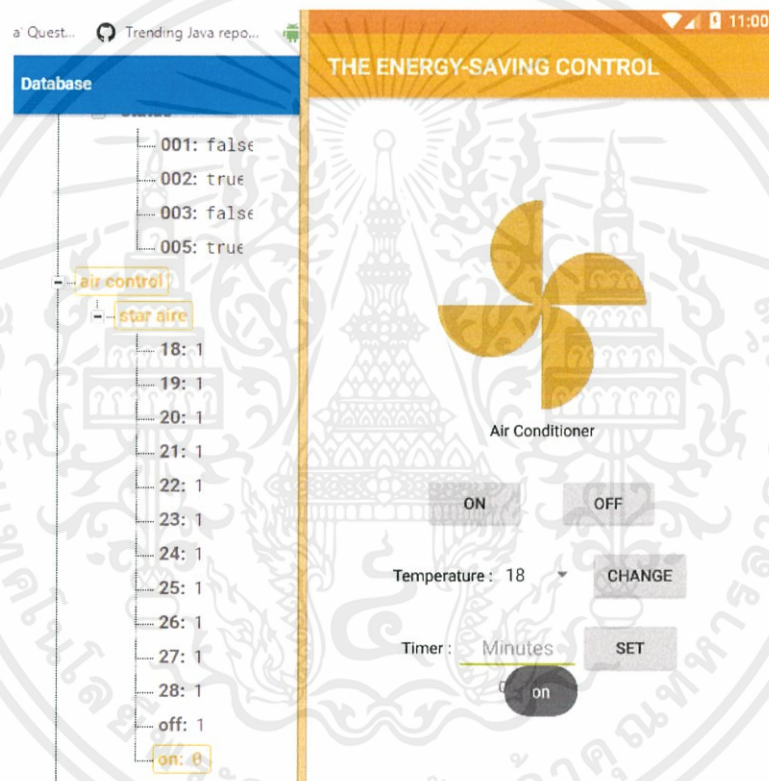 a' Quest... Trending Java repo...
Database
001: false
002: true
003: false
005: true
air control
star aire
18: 1
19: 1
20: 1
21: 1
22: 1
23: 1
24: 1
25: 1
26: 1
27: 1
28: 1
off: 1
on: 0
11:00
THE ENERGY-SAVING CONTROL
Air Conditioner
ON OFF
Temperature : 18 CHANGE
Timer : Minutes SET
on